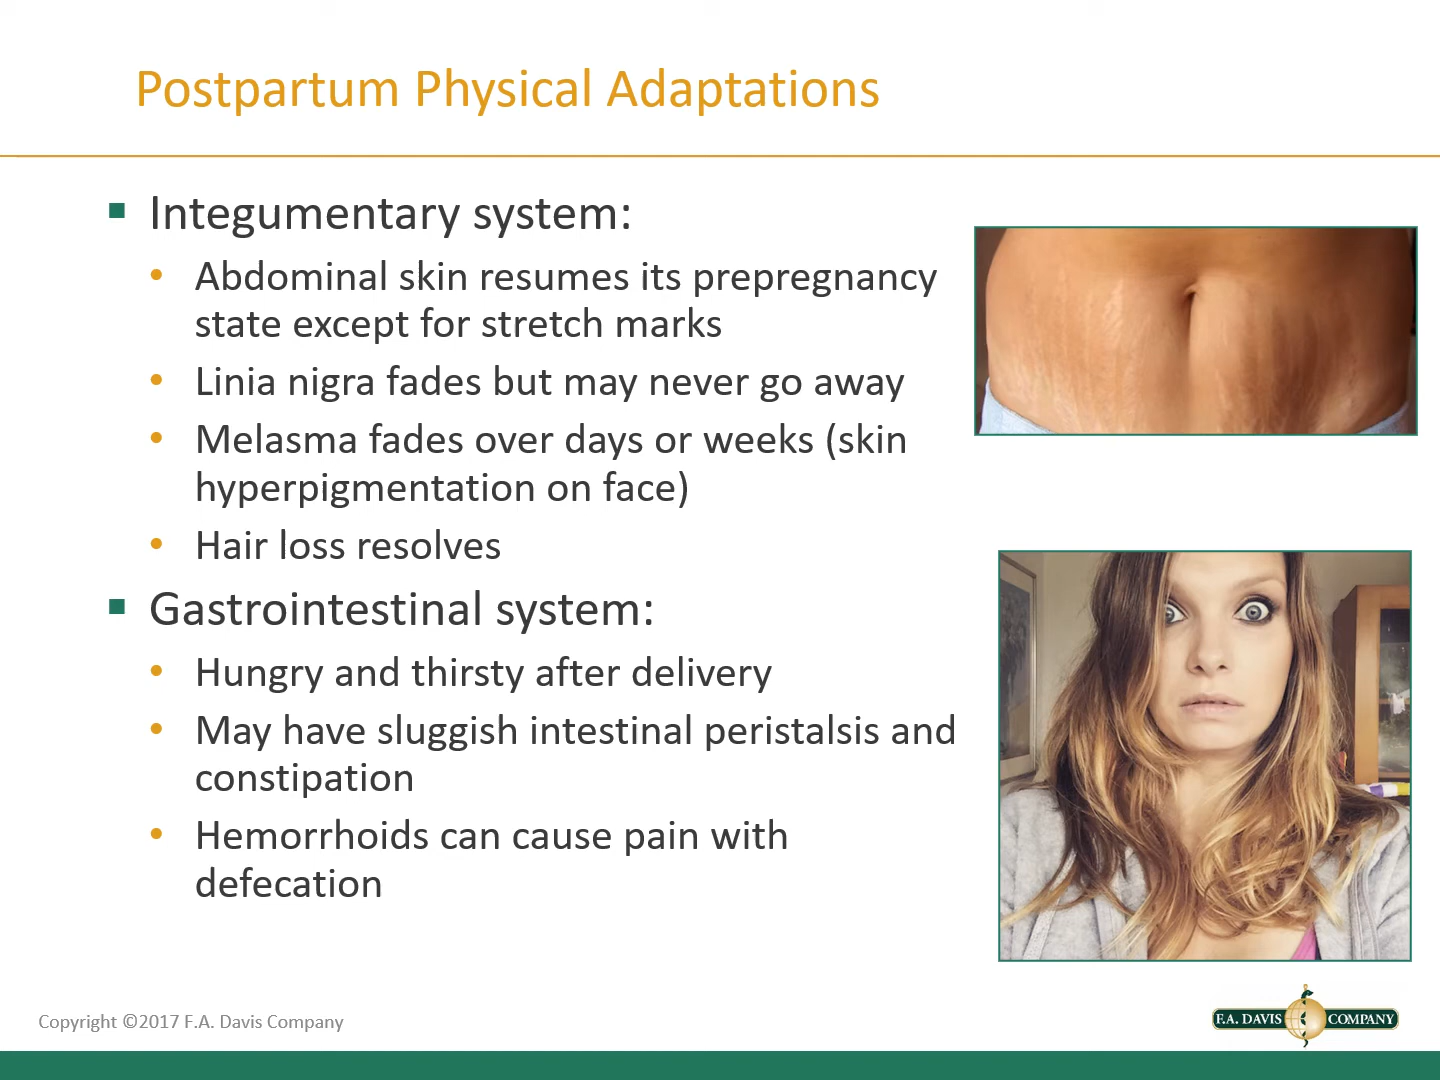 Postpartum Physical Adaptations
Integumentary system:
Abdominal skin resumes its prepregnancy
state except for stretch marks
Linia nigra fades but may never go away
Melasma fades over days or weeks (skin
hyperpigmentation on face)
Hair loss resolves
Gastrointestinal system:
Hungry and thirsty after delivery
May have sluggish intestinal peristalsis and
constipation
Hemorrhoids can cause pain with
defecation
Copyright ©2017 F.A. Davis Company
F.A. DAVIS COMPANY